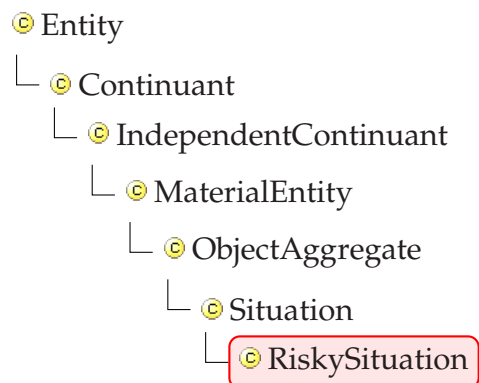 © Entity
© Continuant
© IndependentContinuant
© MaterialEntity
© ObjectAggregate
© Situation
© RiskySituation